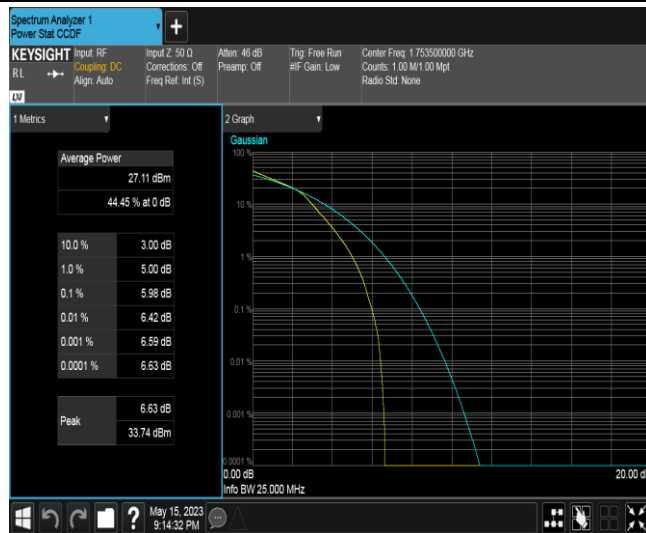 Spectrum Analyzer 1
Power Stat CCDF
+
KEYSIGHT
RL
Input: RF
Coupling: DC
Align: Auto
Input Z: 50 Ω
Corrections: Off
Freq Ref: Int (S)
Atten: 46 dB
Preamp: Off
Trig: Free Run
#IF Gain: Low
Center Freq: 1.753500000 GHz
Counts: 1.00 M/1.00 Mpt
Radio Std: None
1 Metrics
Average Power
27.11 dBm
44.45 % at 0 dB
10.0 % 3.00 dB
1.0 % 5.00 dB
0.1 % 5.98 dB
0.01 % 6.42 dB
0.001 % 6.59 dB
0.0001 % 6.63 dB
Peak
6.63 dB
33.74 dBm
2 Graph
Gaussian
100 %
10 %
1 %
0.1 %
0.01 %
0.001 %
0.0001 %
0.00 dB
20.00 d
Info BW 25.000 MHz
?
May 15, 2023
9:14:32 PM